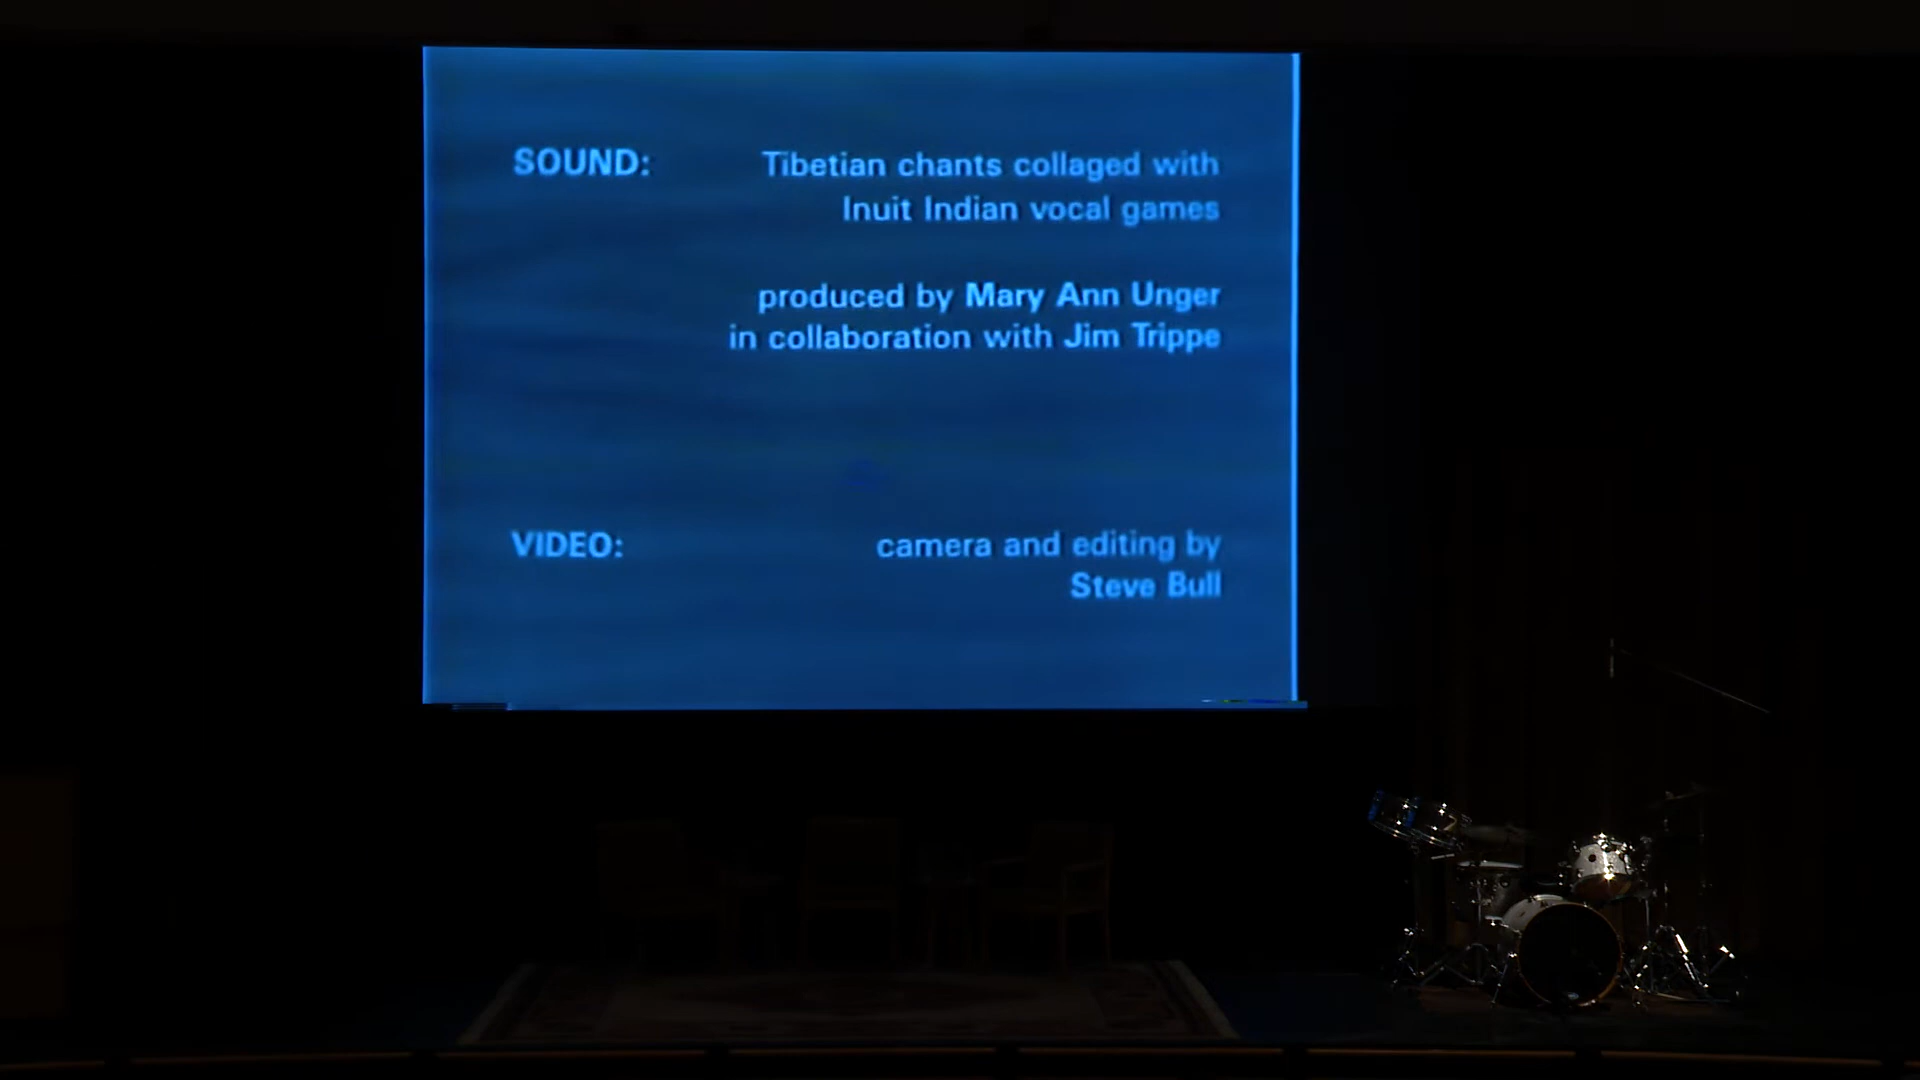 SOUND: Tibetian chants collaged with
Inuit Indian vocal games
produced by Mary Ann Unger
in collaboration with Jim Trippe
VIDEO: camera and editing by
Steve Bull